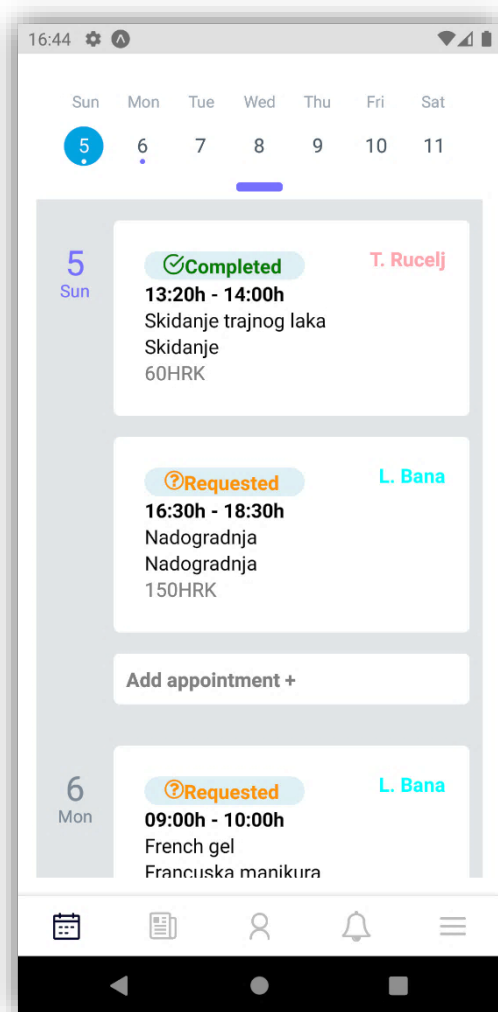 16:44
Sun Mon Tue Wed Thu Fri Sat
5 6 7 8 9 10 11
5
Sun
Completed
T. Rucelj
13:20h - 14:00h
Skidanje trajnog laka
Skidanje
60HRK
Requested
L. Bana
16:30h - 18:30h
Nadogradnja
Nadogradnja
150HRK
Add appointment +
6
Mon
Requested
L. Bana
09:00h - 10:00h
French gel
Francuska manikura